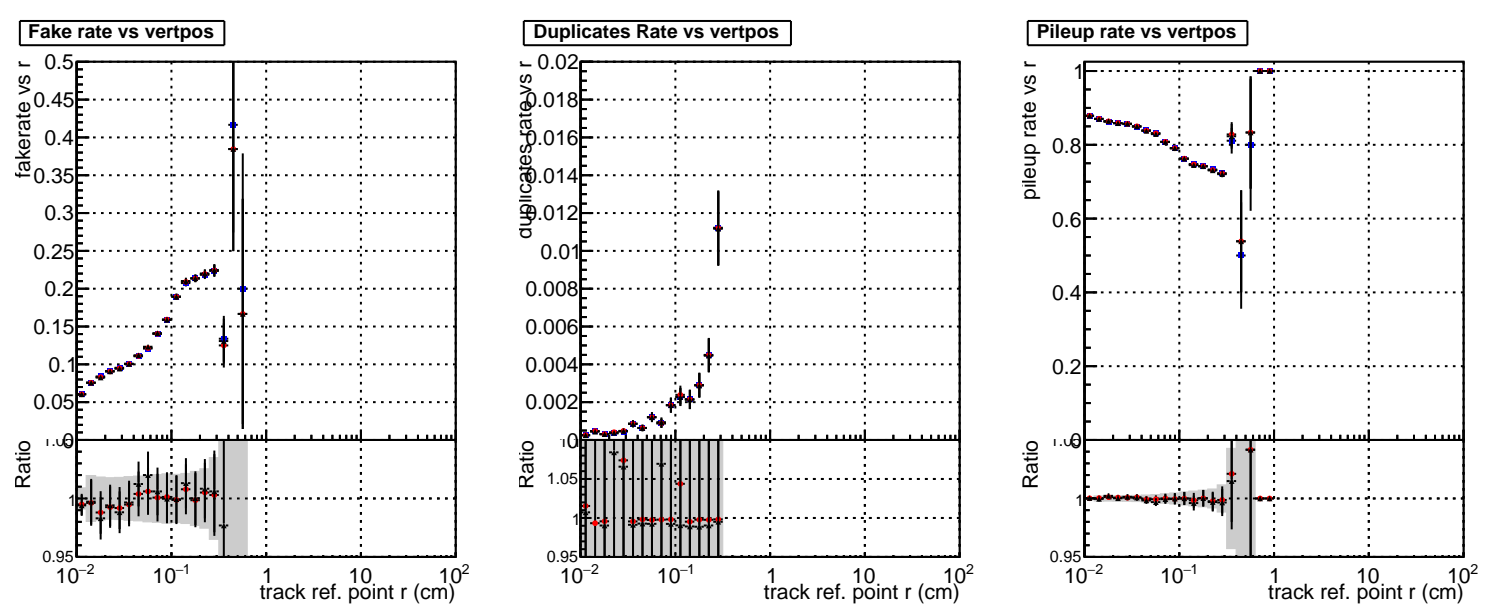 Fake rate vs vertpos
fakerate vs r
0.5
0.45
0.4
0.35
0.3
0.25
0.2
0.15
0.1
0.05
0
Ratio
1
0.95
10⁻² 10⁻¹ 1 10 10²
track ref. point r (cm)
Duplicates Rate vs vertpos
duplicates rate vs r
0.02
0.018
0.016
0.014
0.012
0.01
0.008
0.006
0.004
0.002
0
Ratio
1.05
1
0.95
10⁻² 10⁻¹ 1 10 10²
track ref. point r (cm)
Pileup rate vs vertpos
pileup rate vs r
1
0.8
0.6
0.4
0.2
0
Ratio
1
0.95
10⁻² 10⁻¹ 1 10 10²
track ref. point r (cm)